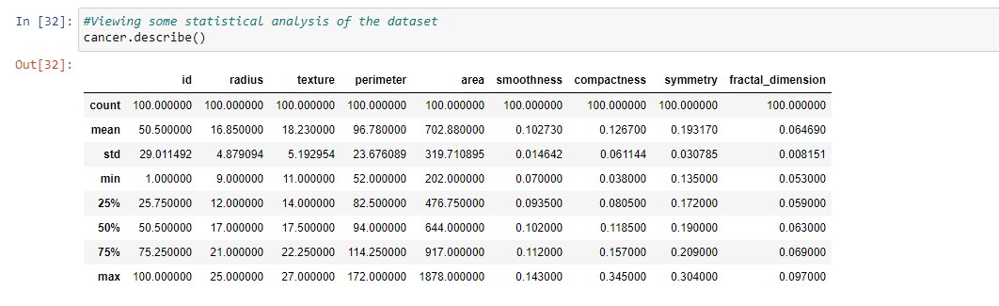 In [32]: #Viewing some statistical analysis of the dataset
cancer.describe()
Out[32]:
id radius texture perimeter area smoothness compactness symmetry fractal_dimension
count 100.000000 100.000000 100.000000 100.000000 100.000000 100.000000 100.000000 100.000000 100.000000
mean 50.500000 16.850000 18.230000 96.780000 702.880000 0.102730 0.126700 0.193170 0.064690
std 29.011492 4.879094 5.192954 23.676089 319.710895 0.014642 0.061144 0.030785 0.008151
min 1.000000 9.000000 11.000000 52.000000 202.000000 0.070000 0.038000 0.135000 0.053000
25% 25.750000 12.000000 14.000000 82.500000 476.750000 0.093500 0.080500 0.172000 0.059000
50% 50.500000 17.000000 17.500000 94.000000 644.000000 0.102000 0.118500 0.190000 0.063000
75% 75.250000 21.000000 22.250000 114.250000 917.000000 0.112000 0.157000 0.209000 0.069000
max 100.000000 25.000000 27.000000 172.000000 1878.000000 0.143000 0.345000 0.304000 0.097000